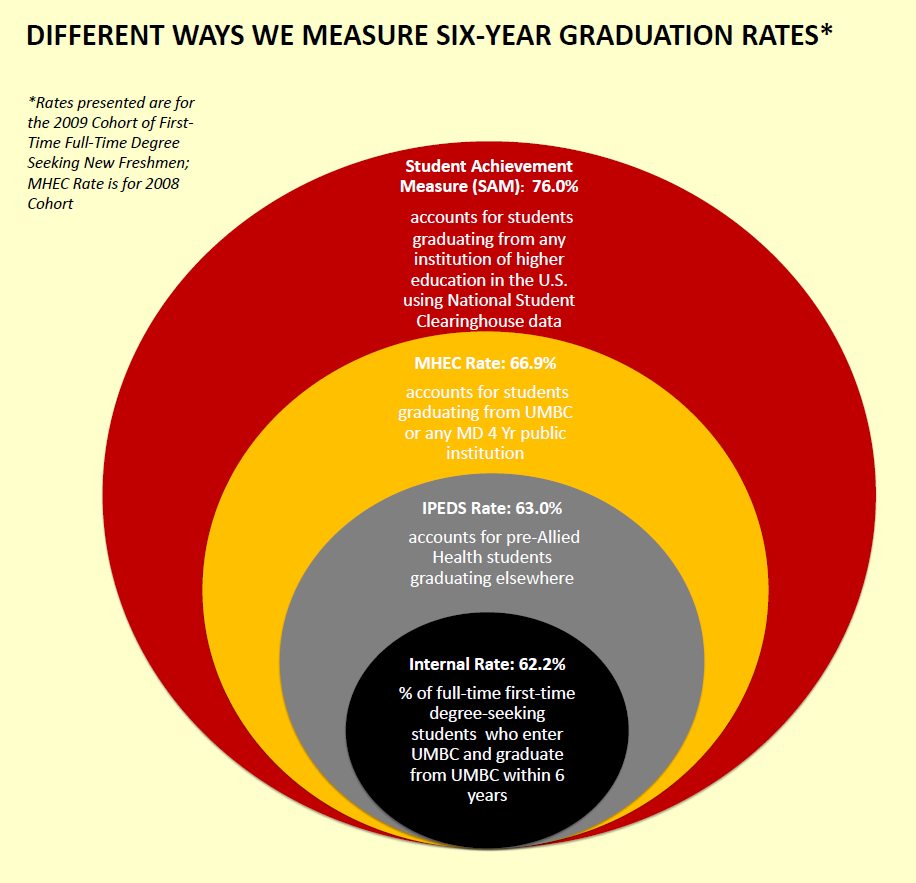 DIFFERENT WAYS WE MEASURE SIX-YEAR GRADUATION RATES*
*Rates presented are for
the 2009 Cohort of First-
Time Full-Time Degree
Seeking New Freshmen;
MHEC Rate is for 2008
Cohort
Student Achievement
Measure (SAM): 76.0%
accounts for students
graduating from any
institution of higher
education in the U.S.
using National Student
Clearinghouse data
MHEC Rate: 66.9%
accounts for students
graduating from UMBC
or any MD 4 Yr public
institution
IPEDS Rate: 63.0%
accounts for pre-Allied
Health students
graduating elsewhere
Internal Rate: 62.2%
% of full-time first-time
degree-seeking
students who enter
UMBC and graduate
from UMBC within 6
years